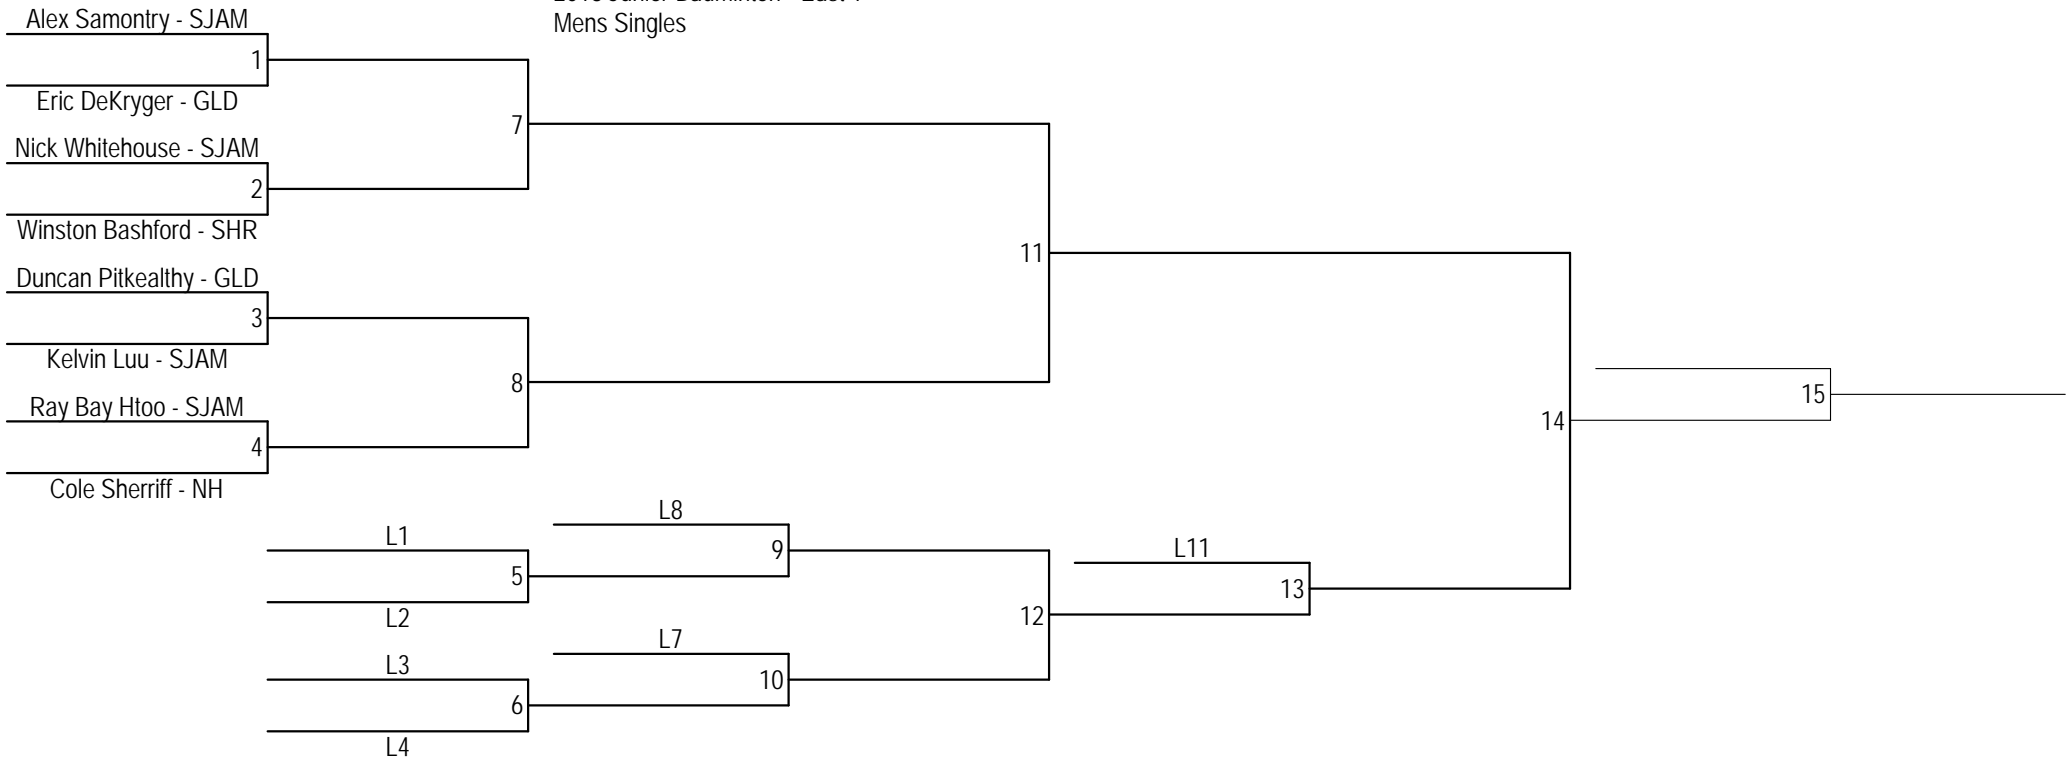 Mens Singles
Alex Samontry - SJAM
1
Eric DeKryger - GLD
7
Nick Whitehouse - SJAM
2
Winston Bashford - SHR
11
Duncan Pitkealthy - GLD
3
Kelvin Luu - SJAM
8
15
Ray Bay Htoo - SJAM
14
4
Cole Sherriff - NH
L8
L1
9
L11
5
13
L2
12
L7
L3
10
6
L4